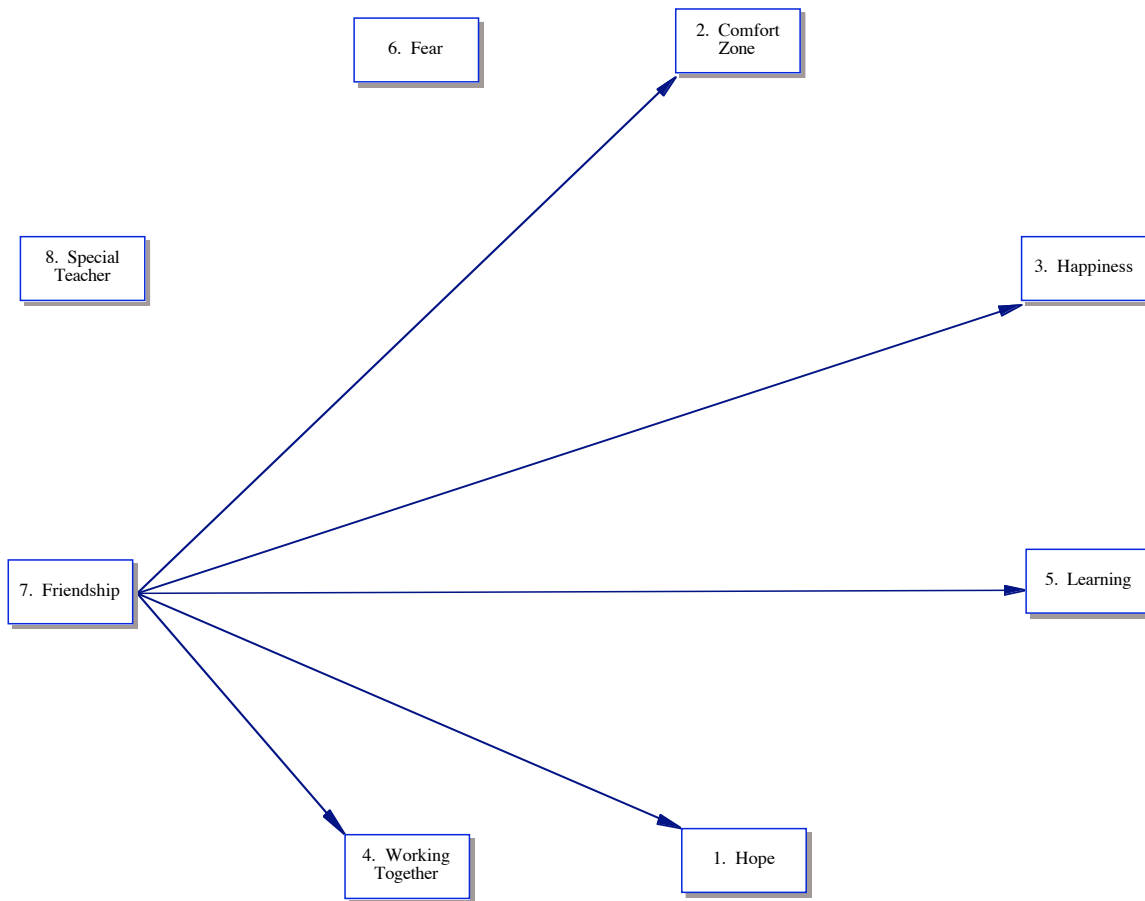 6. Fear
2. Comfort
Zone
8. Special
Teacher
3. Happiness
7. Friendship
5. Learning
4. Working
Together
1. Hope